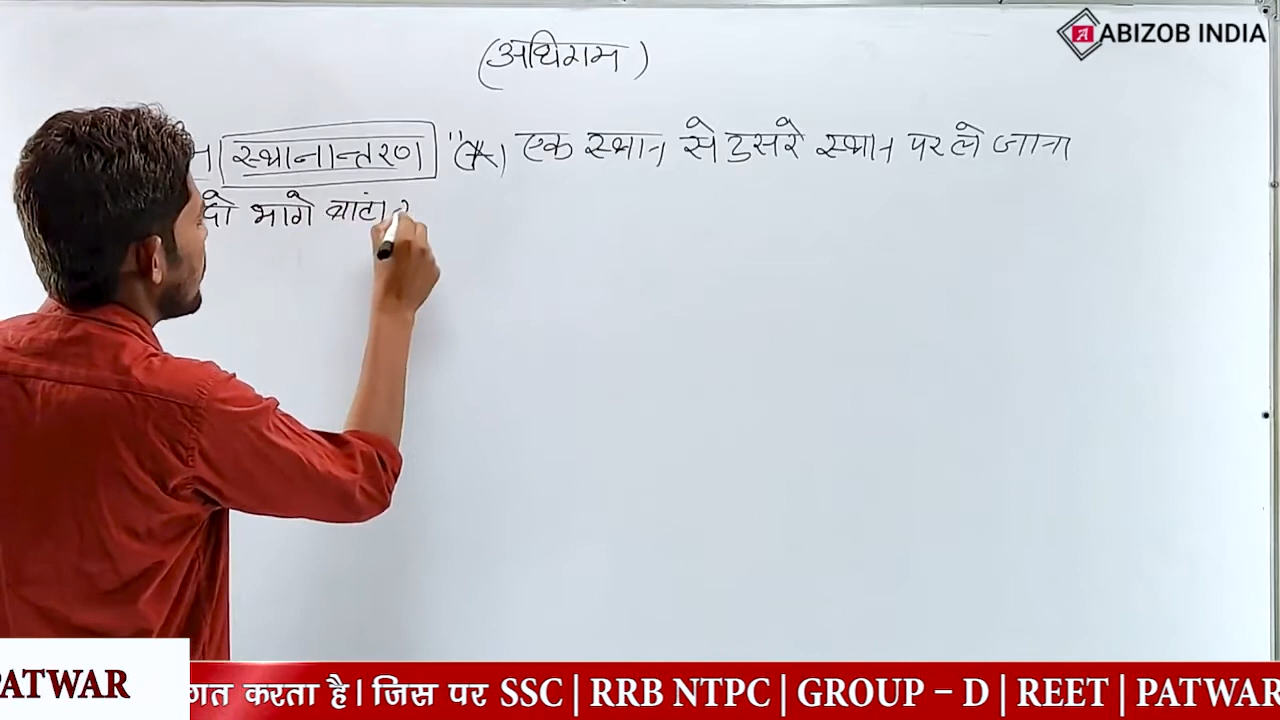 ABIZOB INDIA
(अधिगम)
स्थानान्तरण एक स्थान से दुसरे स्थान पर ले जाना
दो भागो बाटां
PATWAR
गत करता है। जिस पर SSC | RRB NTPC | GROUP – D | REET | PATWAR